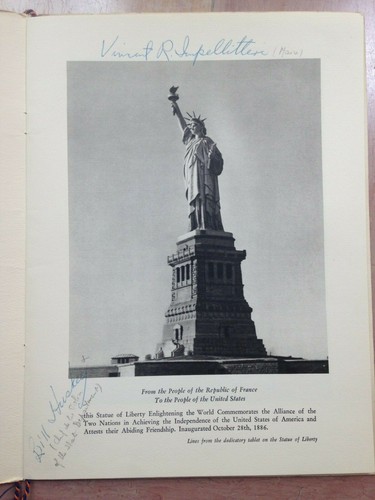 Vincent R. Impellitteri (Mario)
From the People of the Republic of France
To the People of the United States
this Statue of Liberty Enlightening the World Commemorates the Alliance of the
Two Nations in Achieving the Independence of the United States of America and
Attests their Abiding Friendship. Inaugurated October 28th, 1886.
Lines from the dedicatory tablet on the Statue of Liberty